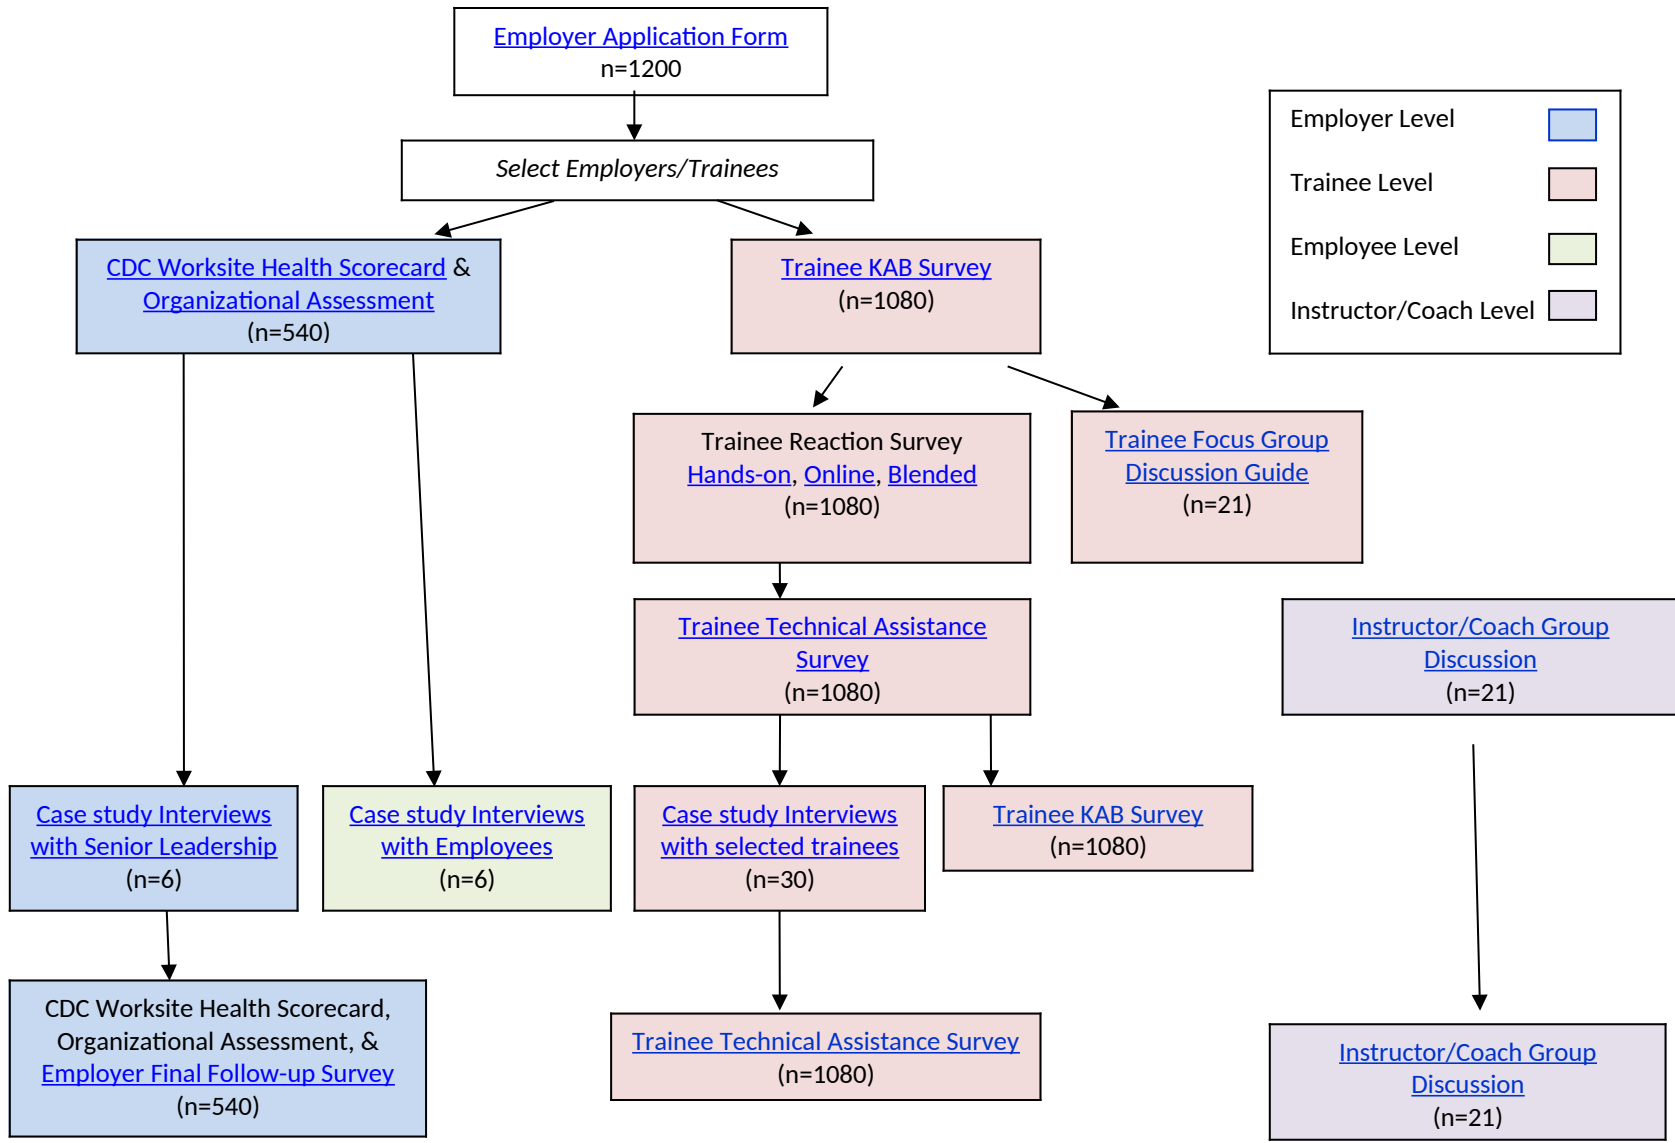 Employer Application Form
n=1200
Select Employers/Trainees
Employer Level
Trainee Level
Employee Level
Instructor/Coach Level
CDC Worksite Health Scorecard &
Organizational Assessment
(n=540)
Trainee KAB Survey
(n=1080)
Trainee Reaction Survey
Hands-on, Online, Blended
(n=1080)
Trainee Focus Group
Discussion Guide
(n=21)
Trainee Technical Assistance
Survey
(n=1080)
Instructor/Coach Group
Discussion
(n=21)
Case study Interviews
with Senior Leadership
(n=6)
Case study Interviews
with Employees
(n=6)
Case study Interviews
with selected trainees
(n=30)
Trainee KAB Survey
(n=1080)
CDC Worksite Health Scorecard,
Organizational Assessment, &
Employer Final Follow-up Survey
(n=540)
Trainee Technical Assistance Survey
(n=1080)
Instructor/Coach Group
Discussion
(n=21)